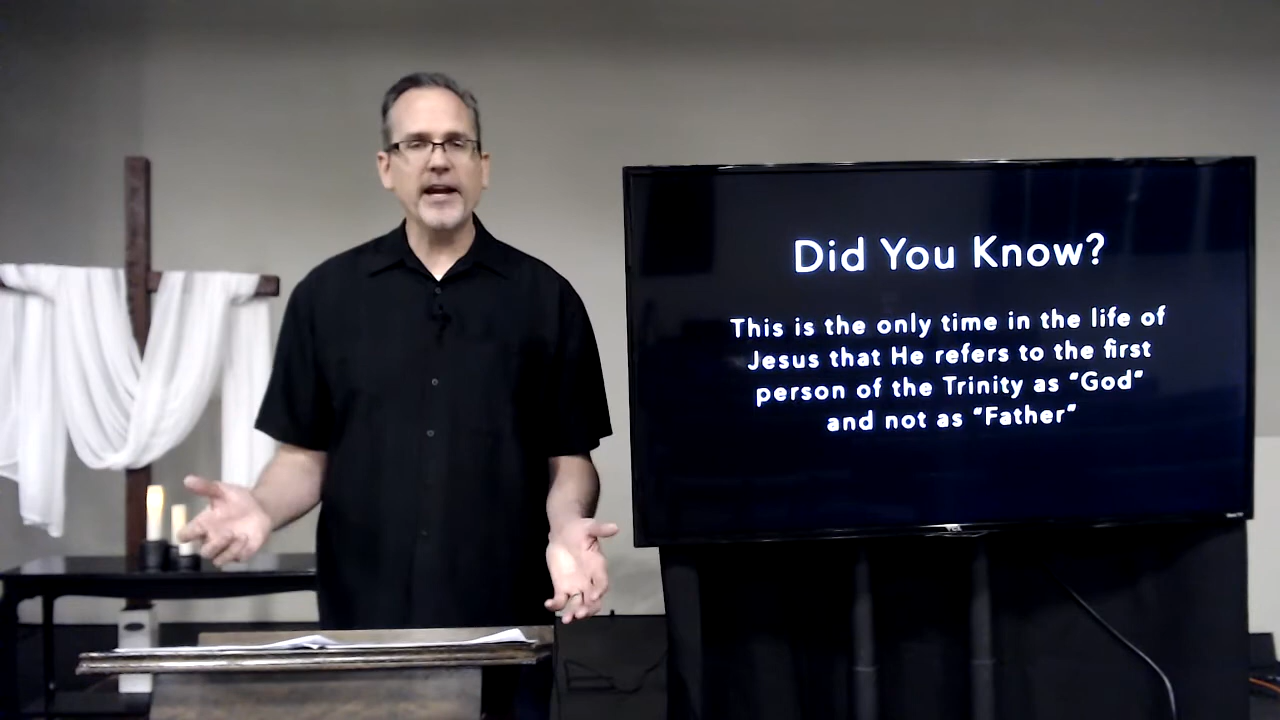 Did You Know?
This is the only time in the life of
Jesus that He refers to the first
person of the Trinity as “God”
and not as “Father”
TCL